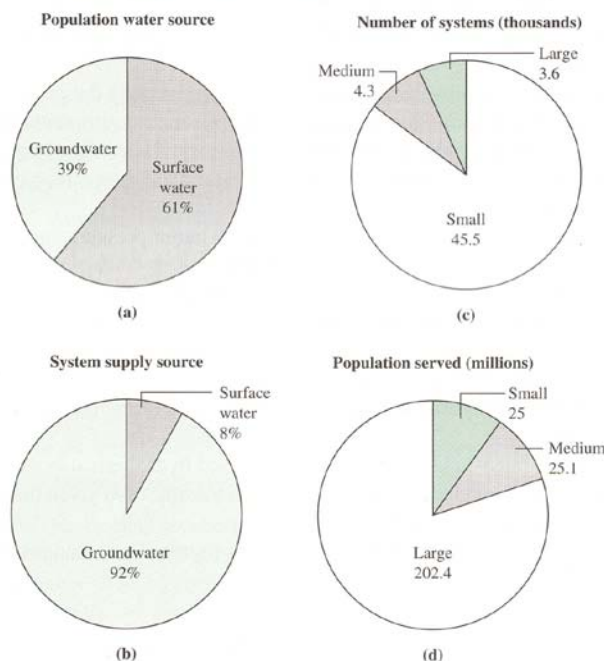 Population water source
Groundwater
39%
Surface
water
61%
(a)
Number of systems (thousands)
Large
3.6
Medium
4.3
Small
45.5
(c)
System supply source
Surface
water
8%
Groundwater
92%
(b)
Population served (millions)
Small
25
Medium
25.1
Large
202.4
(d)